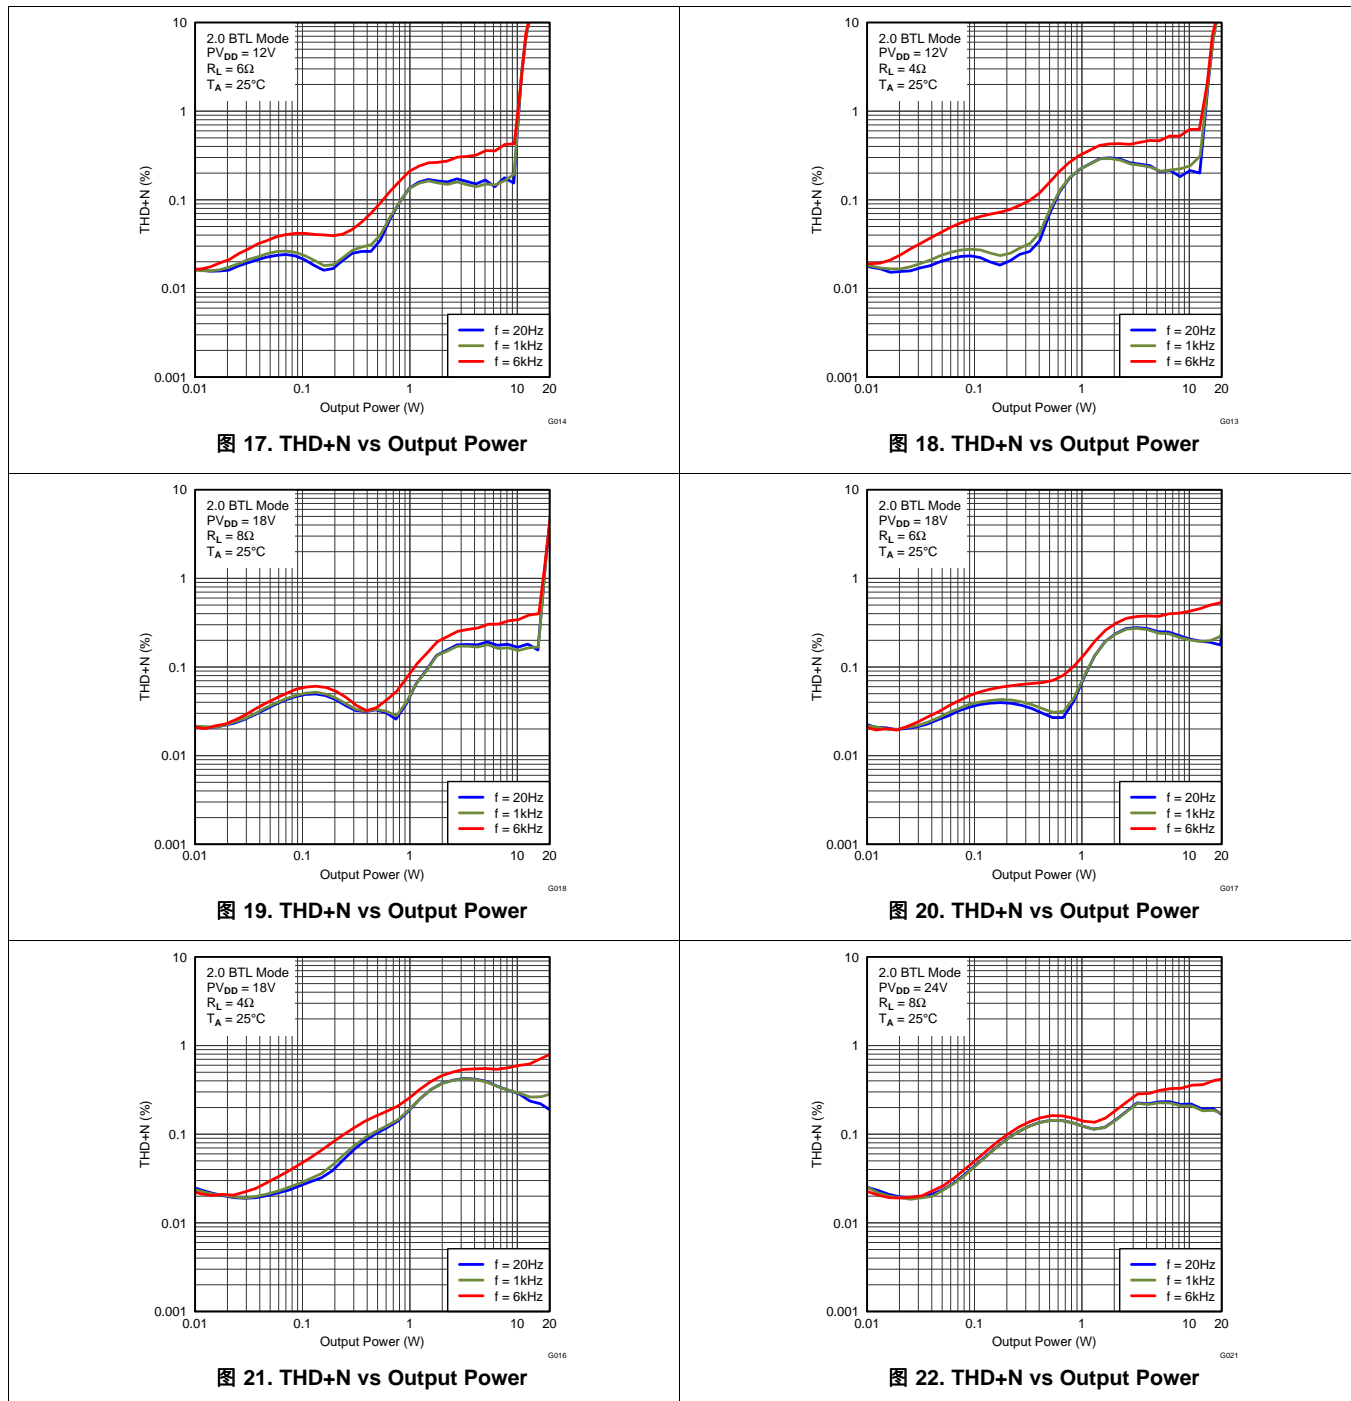 10
1
0.1
0.01
0.001
THD+N (%)
2.0 BTL Mode
PVDD = 12V
RL = 6Ω
TA = 25°C
f = 20Hz
f = 1kHz
f = 6kHz
0.01 0.1 1 10 20
Output Power (W)
G014
图 17. THD+N vs Output Power
10
1
0.1
0.01
0.001
THD+N (%)
2.0 BTL Mode
PVDD = 12V
RL = 4Ω
TA = 25°C
f = 20Hz
f = 1kHz
f = 6kHz
0.01 0.1 1 10 20
Output Power (W)
G013
图 18. THD+N vs Output Power
10
1
0.1
0.01
0.001
THD+N (%)
2.0 BTL Mode
PVDD = 18V
RL = 8Ω
TA = 25°C
f = 20Hz
f = 1kHz
f = 6kHz
0.01 0.1 1 10 20
Output Power (W)
G018
图 19. THD+N vs Output Power
10
1
0.1
0.01
0.001
THD+N (%)
2.0 BTL Mode
PVDD = 18V
RL = 6Ω
TA = 25°C
f = 20Hz
f = 1kHz
f = 6kHz
0.01 0.1 1 10 20
Output Power (W)
G017
图 20. THD+N vs Output Power
10
1
0.1
0.01
0.001
THD+N (%)
2.0 BTL Mode
PVDD = 18V
RL = 4Ω
TA = 25°C
f = 20Hz
f = 1kHz
f = 6kHz
0.01 0.1 1 10 20
Output Power (W)
G016
图 21. THD+N vs Output Power
10
1
0.1
0.01
0.001
THD+N (%)
2.0 BTL Mode
PVDD = 24V
RL = 8Ω
TA = 25°C
f = 20Hz
f = 1kHz
f = 6kHz
0.01 0.1 1 10 20
Output Power (W)
G021
图 22. THD+N vs Output Power